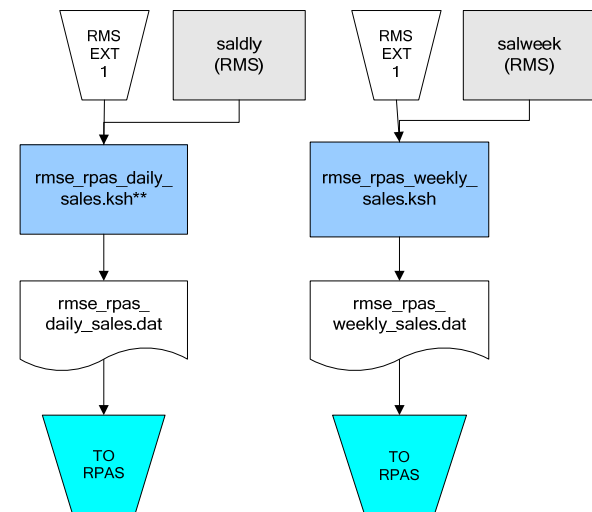 RMS
EXT
1
saldly
(RMS)
rmse_rpas_daily_
sales.ksh**
rmse_rpas_
daily_sales.dat
TO
RPAS
RMS
EXT
1
salweek
(RMS)
rmse_rpas_weekly_
sales.ksh
rmse_rpas_
weekly_sales.dat
TO
RPAS